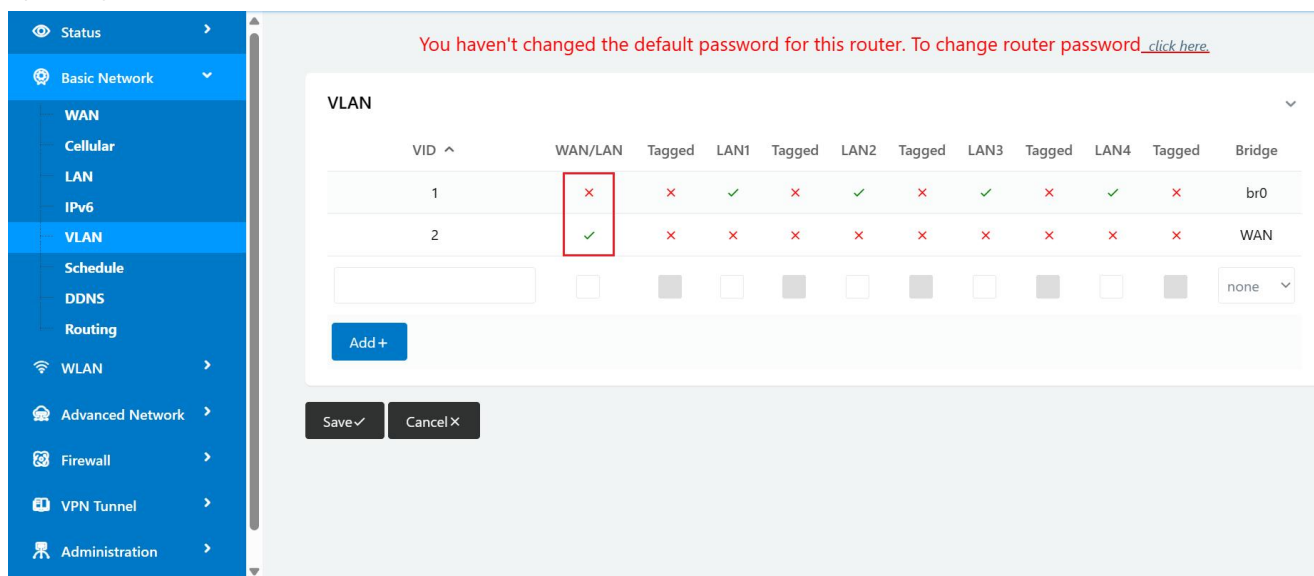 Status
Basic Network
WAN
Cellular
LAN
IPv6
VLAN
Schedule
DDNS
Routing
WLAN
Advanced Network
Firewall
VPN Tunnel
Administration
You haven't changed the default password for this router. To change router password click here.
VLAN
VID WAN/LAN Tagged LAN1 Tagged LAN2 Tagged LAN3 Tagged LAN4 Tagged Bridge
1 × × ✓ × ✓ × ✓ × ✓ × br0
2 ✓ × × × × × × × × × WAN
none
Add+
Save✓ Cancel×